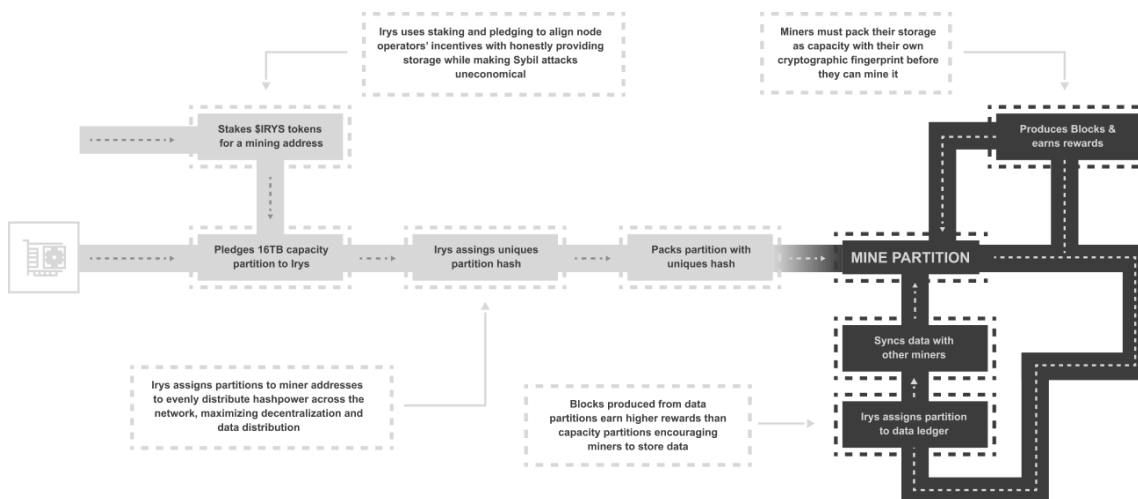 Irys uses staking and pledging to align node
operators' incentives with honestly providing
storage while making Sybil attacks
uneconomical
Miners must pack their storage
as capacity with their own
cryptographic fingerprint before
they can mine it
Stakes $IRYS tokens
for a mining address
Produces Blocks &
earns rewards
Pledges 16TB capacity
partition to Irys
Irys assings uniques
partition hash
Packs partition with
uniques hash
MINE PARTITION
Syncs data with
other miners
Irys assigns partitions to miner addresses
to evenly distribute hashpower across the
network, maximizing decentralization and
data distribution
Blocks produced from data
partitions earn higher rewards than
capacity partitions encouraging
miners to store data
Irys assigns partition
to data ledger